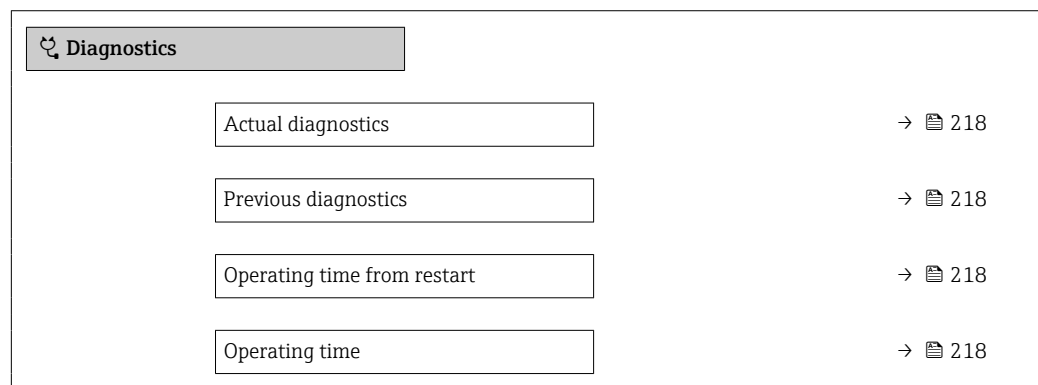 Diagnostics
Actual diagnostics → 218
Previous diagnostics → 218
Operating time from restart → 218
Operating time → 218